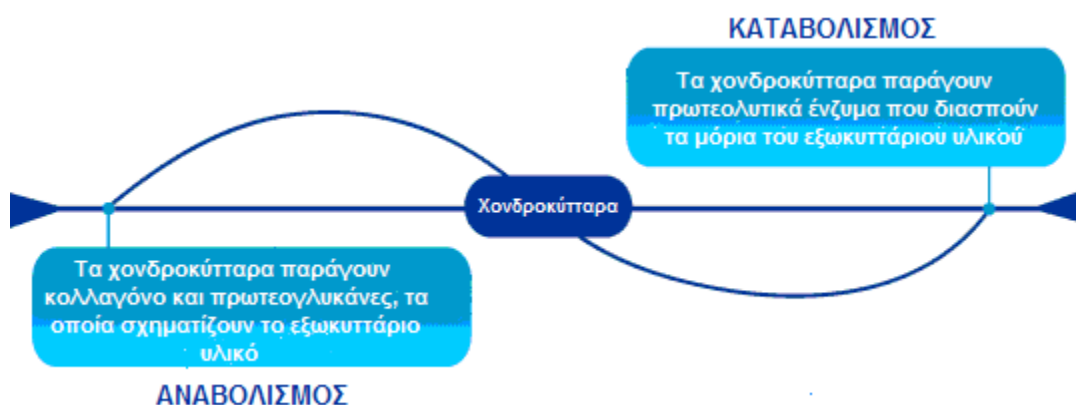 ΚΑΤΑΒΟΛΙΣΜΟΣ
Τα χονδροκύτταρα παράγουν
πρωτεολυτικά ένζυμα που διασπούν
τα μόρια του εξωκυττάριου υλικού
Χονδροκύτταρα
Τα χονδροκύτταρα παράγουν
κολλαγόνο και πρωτεογλυκάνες, τα
οποία σχηματίζουν το εξωκυττάριο
υλικό
ΑΝΑΒΟΛΙΣΜΟΣ